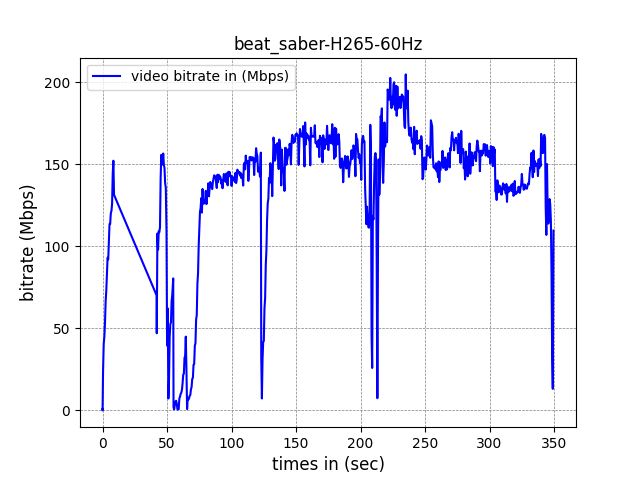 beat_saber-H265-60Hz
video bitrate in (Mbps)
bitrate (Mbps)
200
150
100
50
0
0 50 100 150 200 250 300 350
times in (sec)